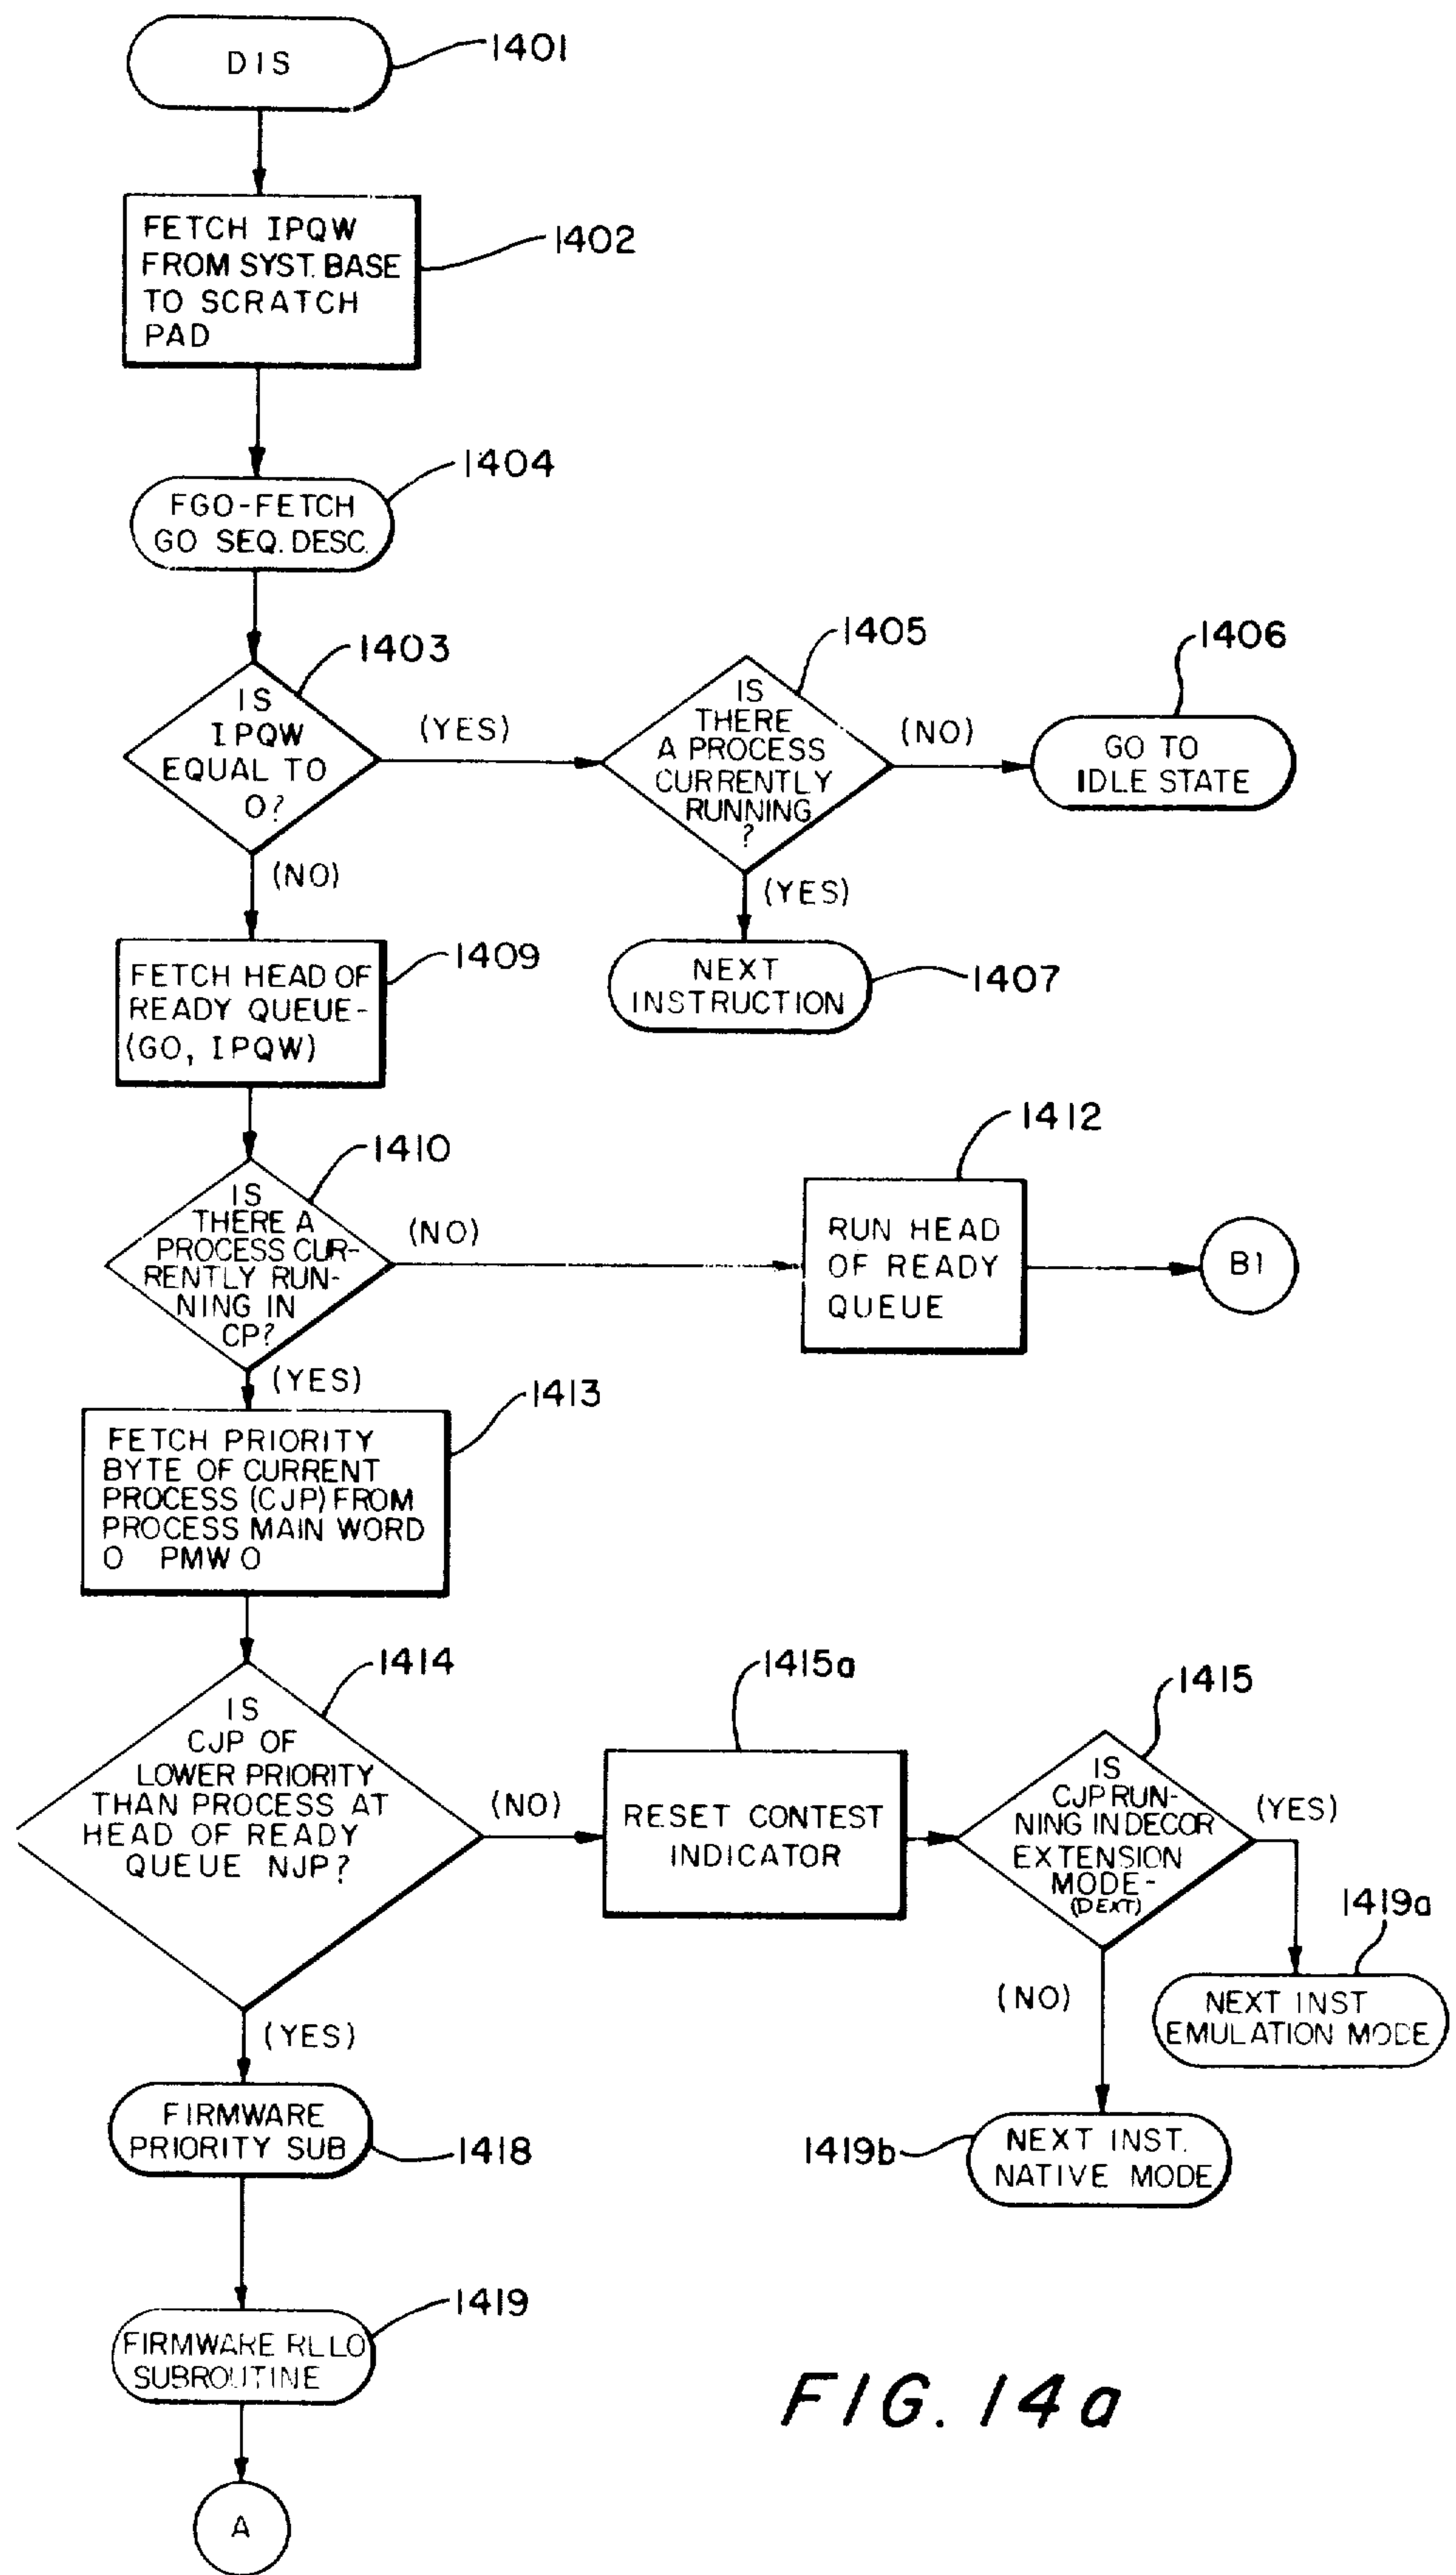 DIS
1401
FETCH IPQW
FROM SYST. BASE
TO SCRATCH
PAD
1402
FGO-FETCH
GO SEQ. DESC.
1404
IS
IPQW
EQUAL TO
0?
1403
(YES)
(NO)
IS
THERE
A PROCESS
CURRENTLY
RUNNING
?
1405
(NO)
(YES)
GO TO
IDLE STATE
1406
NEXT
INSTRUCTION
1407
FETCH HEAD OF
READY QUEUE-
(GO, IPQW)
1409
IS
THERE A
PROCESS CUR-
RENTLY RUN-
NING IN
CP?
1410
(NO)
(YES)
RUN HEAD
OF READY
QUEUE
1412
B1
FETCH PRIORITY
BYTE OF CURRENT
PROCESS (CJP) FROM
PROCESS MAIN WORD
0 PMW 0
1413
IS
CJP OF
LOWER PRIORITY
THAN PROCESS AT
HEAD OF READY
QUEUE NJP?
1414
(NO)
(YES)
RESET CONTEST
INDICATOR
1415a
IS
CJP RUN-
NING IN DECOR
EXTENSION
MODE-
(DEXT)
1415
(YES)
(NO)
1419a
NEXT INST
EMULATION MODE
1419b
NEXT INST.
NATIVE MODE
FIRMWARE
PRIORITY SUB
1418
FIRMWARE RLLO
SUBROUTINE
1419
A
FIG. 14a